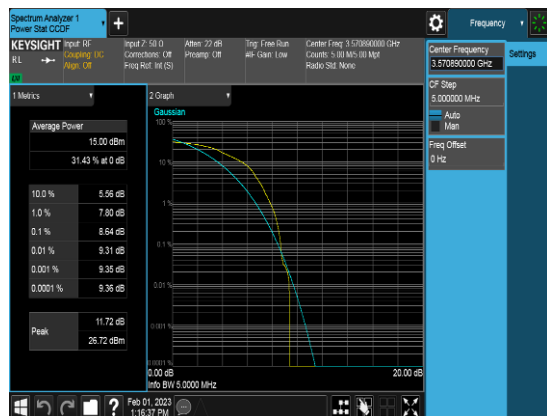 Spectrum Analyzer 1
Power Stat CCDF
Frequency
KEYSIGHT
Input: RF
Input Z: 50 Ω
Atten: 22 dB
Trig: Free Run
Center Freq: 3.570890000 GHz
RL
Coupling: DC
Corrections: Off
Preamp: Off
#IF Gain: Low
Counts: 5.00 M/5.00 Mpt
Align: Off
Freq Ref: Int (S)
Radio Std: None
Center Frequency
3.570890000 GHz
Settings
CF Step
5.000000 MHz
Auto
Man
Freq Offset
0 Hz
1 Metrics
2 Graph
Average Power
15.00 dBm
31.43 % at 0 dB
10.0 % 5.56 dB
1.0 % 7.80 dB
0.1 % 8.64 dB
0.01 % 9.31 dB
0.001 % 9.35 dB
0.0001 % 9.36 dB
Peak
11.72 dB
26.72 dBm
Gaussian
100 %
10 %
1 %
0.1 %
0.01 %
0.001 %
0.0001 %
0.00 dB
20.00 dB
Info BW 5.0000 MHz
Feb 01, 2023
1:16:37 PM